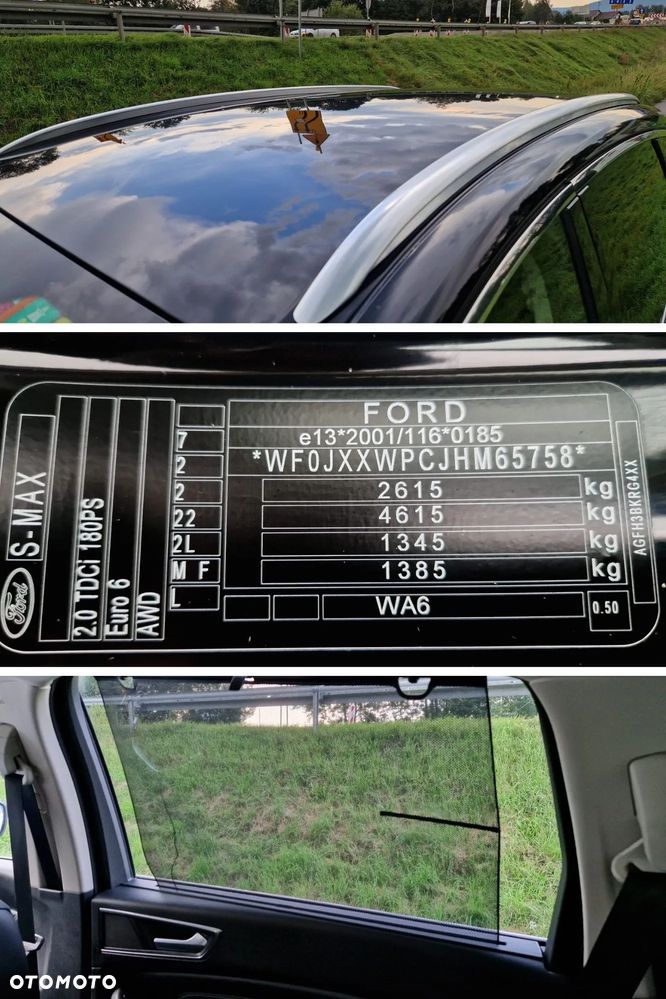 FORD
e13*2001/116*0185
*WF0JXXWPCJHM65758*
2615 kg
4615 kg
1345 kg
1385 kg
WA6
0.50
7
2
2
22
2L
M F
L
AWD
Euro 6
2.0 TDCi 180PS
S-MAX
Ford
AGFH3BKRG4XX
OTOMOTO